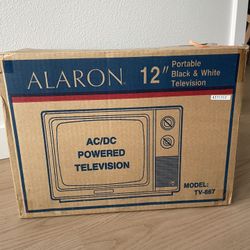 ALARON
12"
Portable
Black & White
Television
AC/DC
POWERED
TELEVISION
MODEL:
TV-667